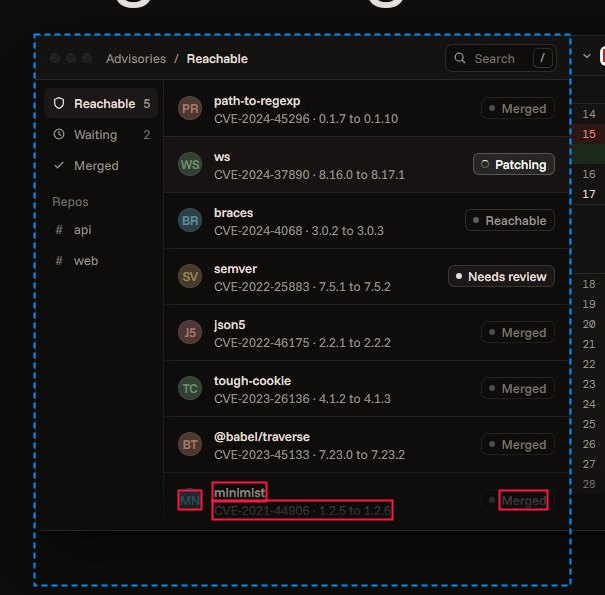 Advisories / Reachable
Search /
Reachable 5
Waiting 2
Merged
Repos
# api
# web
PR path-to-regexp Merged
CVE-2024-45296 · 0.1.7 to 0.1.10
WS ws Patching
CVE-2024-37890 · 8.16.0 to 8.17.1
BR braces Reachable
CVE-2024-4068 · 3.0.2 to 3.0.3
SV semver Needs review
CVE-2022-25883 · 7.5.1 to 7.5.2
J5 json5 Merged
CVE-2022-46175 · 2.2.1 to 2.2.2
TC tough-cookie Merged
CVE-2023-26136 · 4.1.2 to 4.1.3
BT @babel/traverse Merged
CVE-2023-45133 · 7.23.0 to 7.23.2
MN minimist Merged
CVE-2021-44906 · 1.2.5 to 1.2.6
14
15
16
17
18
19
20
21
22
23
24
25
26
27
28